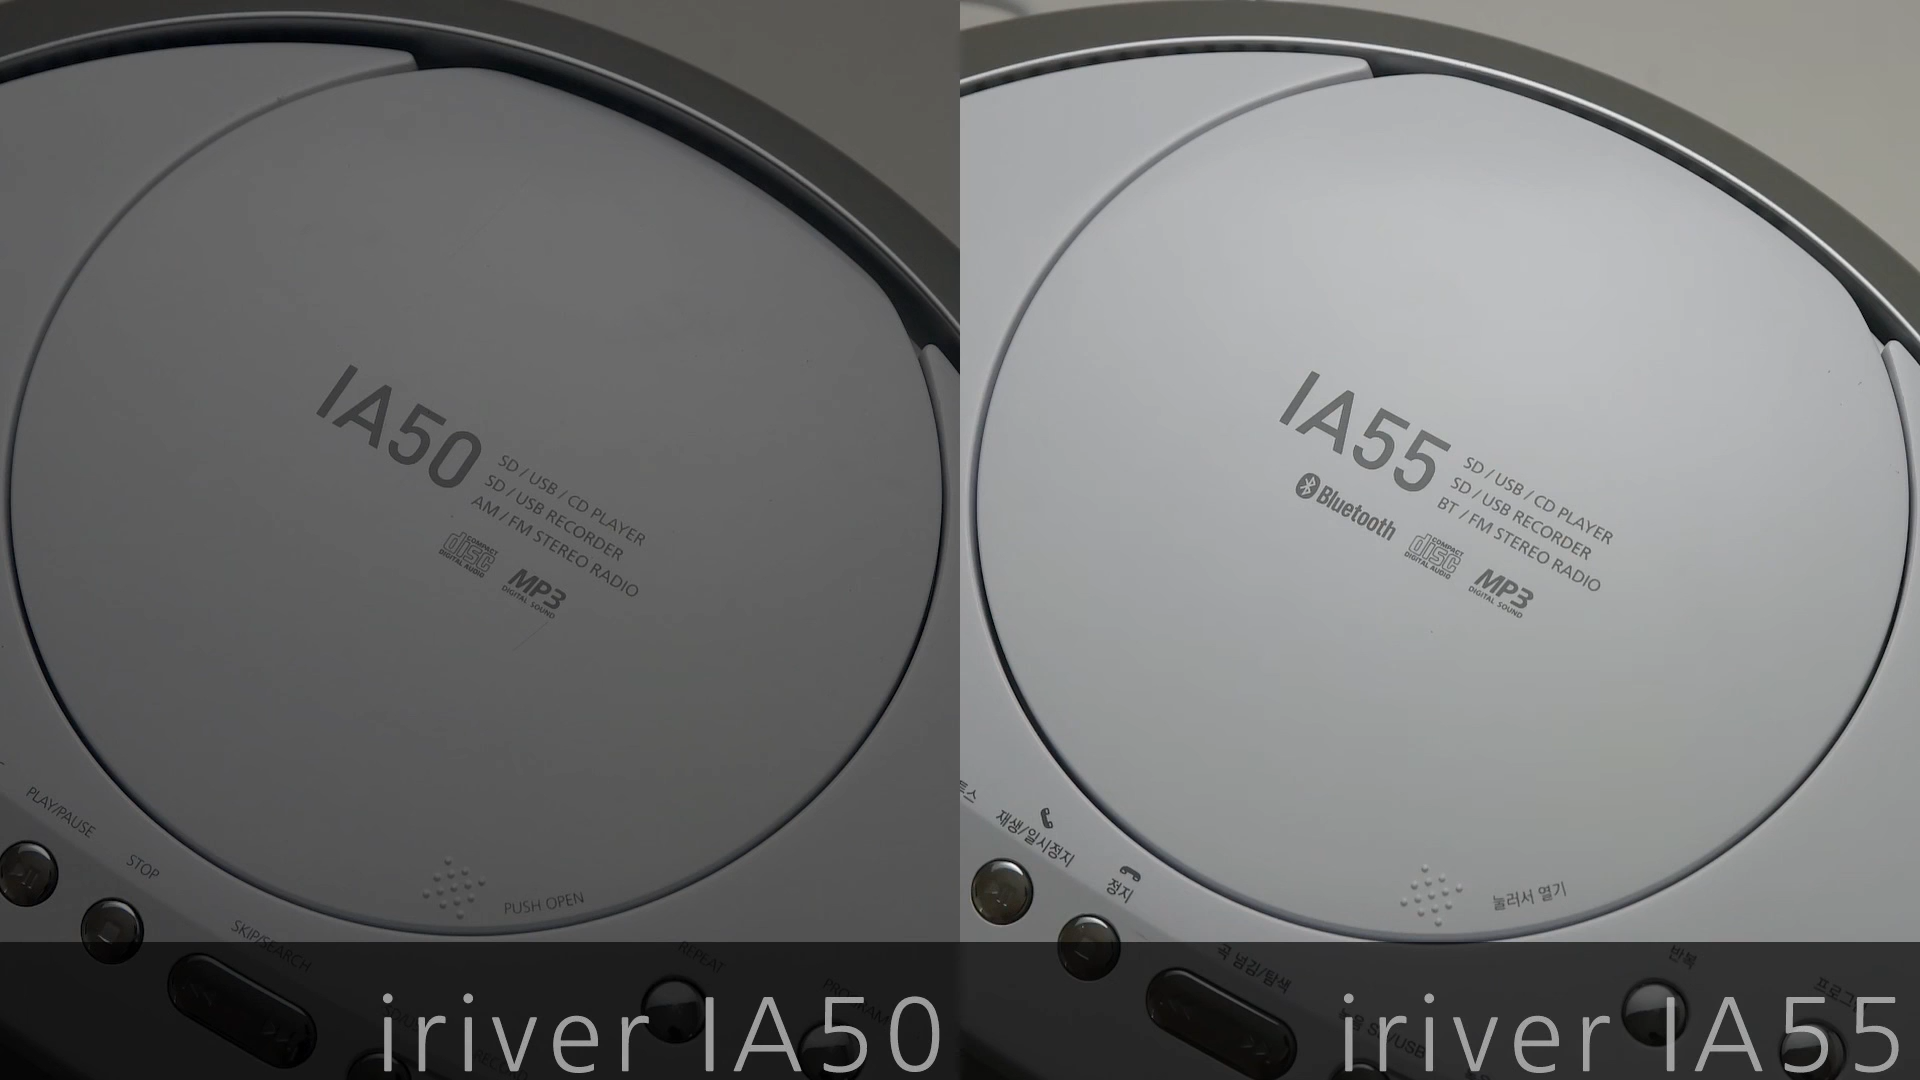 IA50
SD / USB / CD PLAYER
SD / USB RECORDER
AM / FM STEREO RADIO
COMPACT
disc
DIGITAL AUDIO
MP3
DIGITAL SOUND
PLAY/PAUSE
STOP
SKIP/SEARCH
PUSH OPEN
REPEAT
PROGRAM
iriver IA50
IA55
SD / USB / CD PLAYER
SD / USB RECORDER
BT / FM STEREO RADIO
Bluetooth
COMPACT
disc
DIGITAL AUDIO
MP3
DIGITAL SOUND
재생/일시정지
정지
곡 넘김/탐색
눌러서 열기
반복
iriver IA55